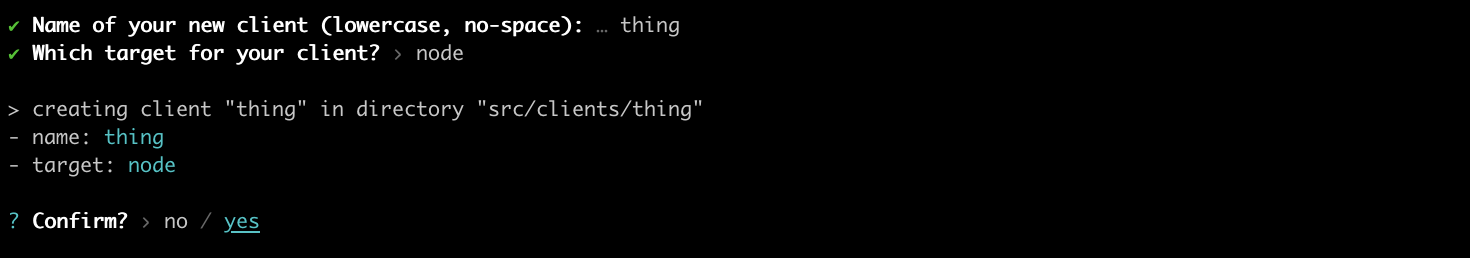 ✔ Name of your new client (lowercase, no-space): … thing
✔ Which target for your client? › node
> creating client "thing" in directory "src/clients/thing"
- name: thing
- target: node
? Confirm? › no / yes